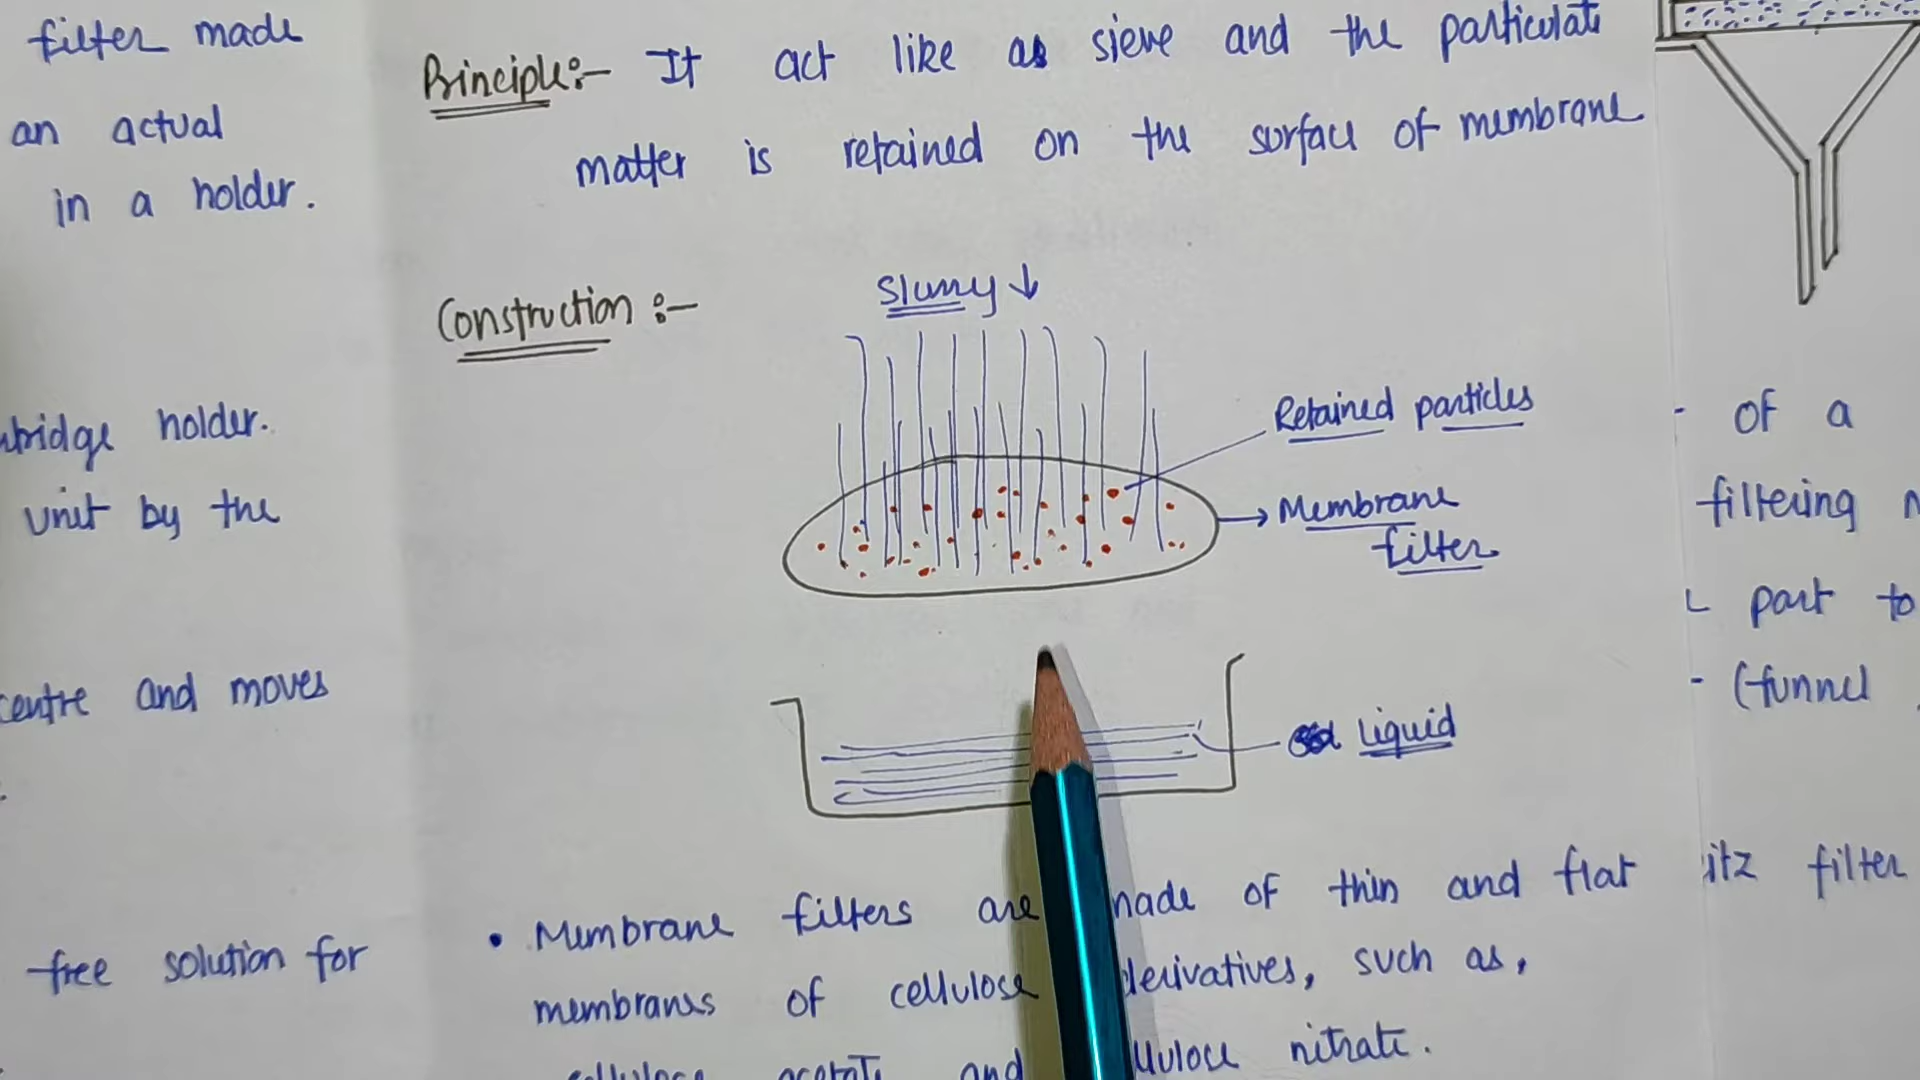 filter made
an actual
in a holder.
holder.
unit by the
centre and moves
free solution for
Principle:- It act like as sieve and the particulate
matter is retained on the surface of membrane
Construction :-
Slurry ↓
Retained particles
Membrane
filter
Liquid
• Membrane filters are made of thin and flat
membranes of cellulose derivatives, such as,
cellulose acetate and nitrate.
- of a
filtering
part to
- (funnel
itz filter